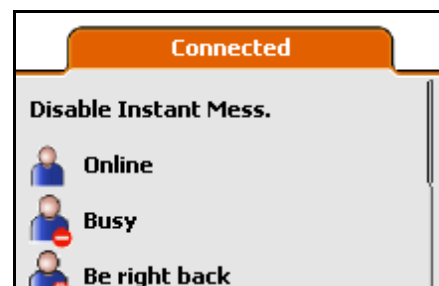 Connected
Disable Instant Mess.
Online
Busy
Be right back